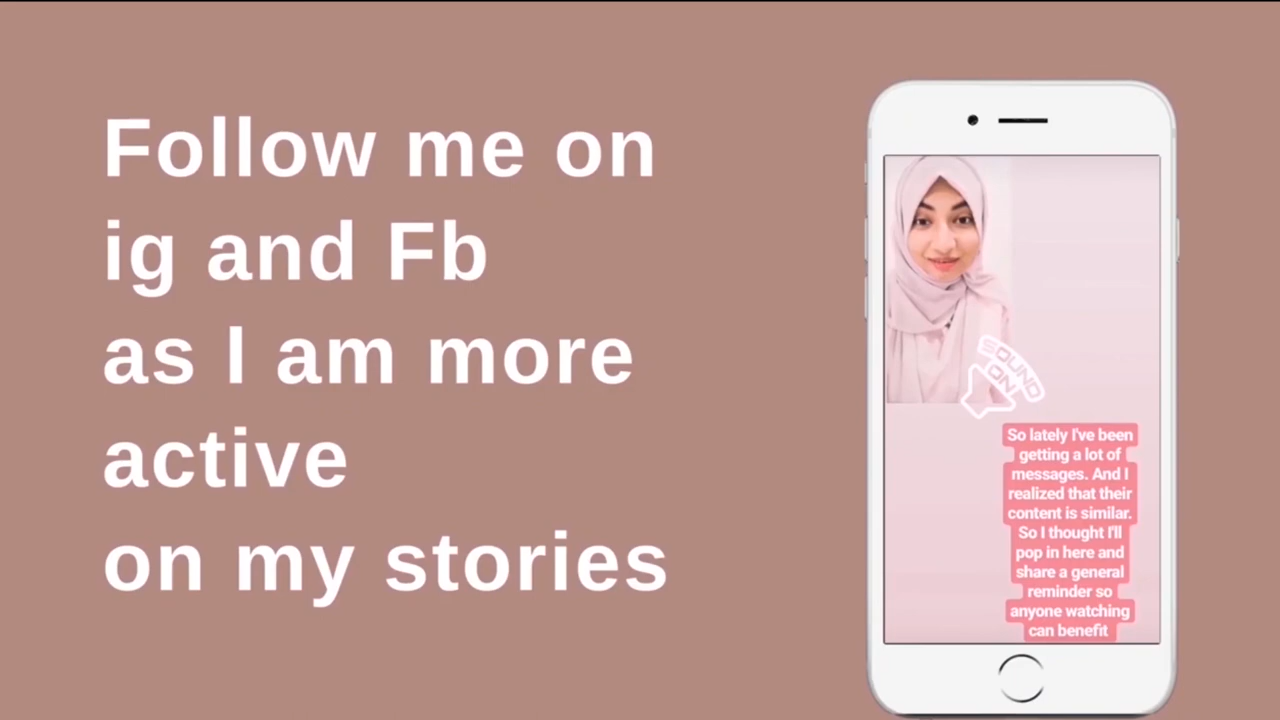 Follow me on
ig and Fb
as I am more
active
on my stories
SOUND
ON
So lately I've been
getting a lot of
messages. And I
realized that their
content is similar.
So I thought I'll
pop in here and
share a general
reminder so
anyone watching
can benefit